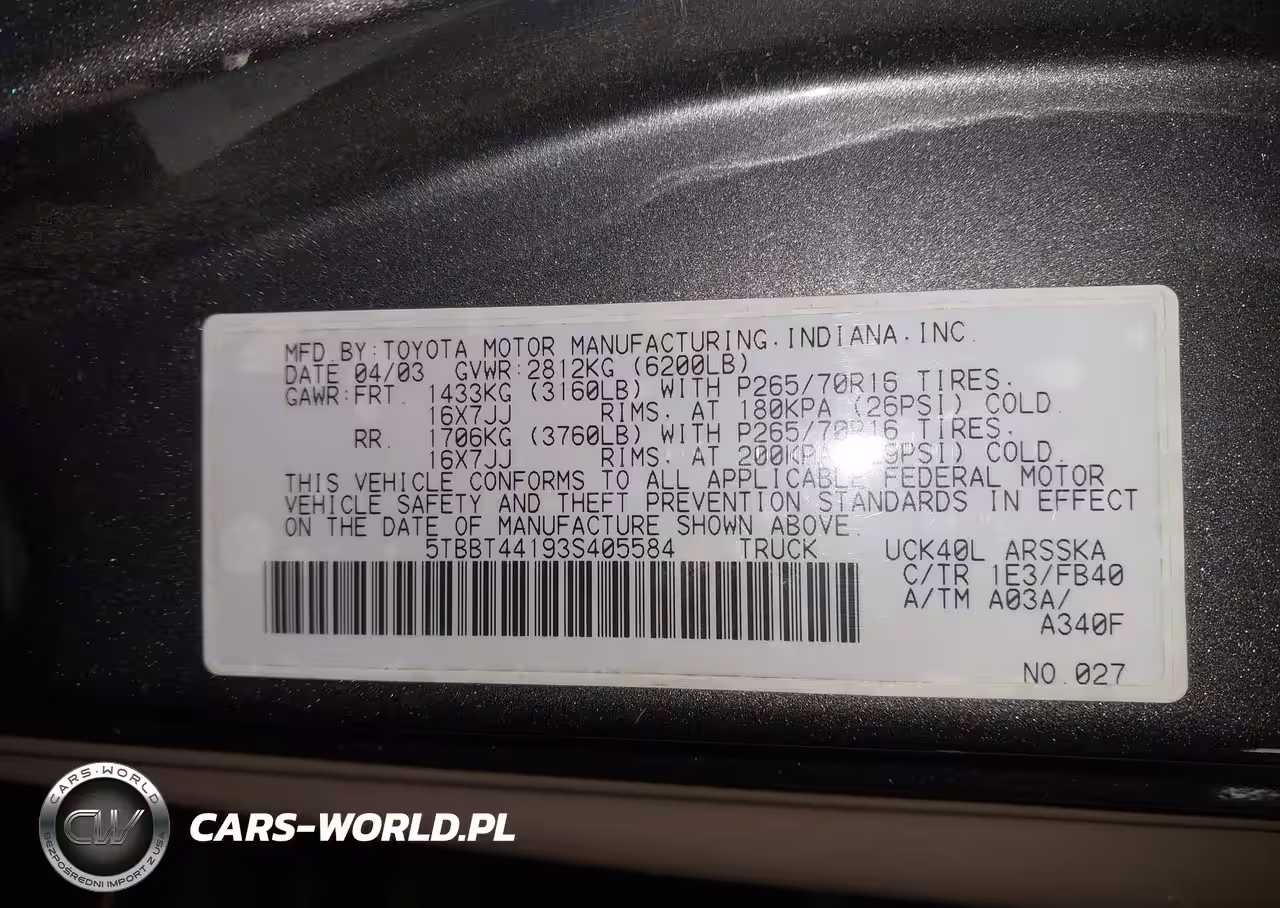 MFD.BY:TOYOTA MOTOR MANUFACTURING.INDIANA.INC.
DATE 04/03 GVWR:2812KG (6200LB)
GAWR:FRT. 1433KG (3160LB) WITH P265/70R16 TIRES.
16X7JJ RIMS. AT 180KPA (26PSI) COLD.
RR. 1706KG (3760LB) WITH P265/70R16 TIRES.
16X7JJ RIMS. AT COLD.
THIS VEHICLE CONFORMS TO ALL APPLICABLE FEDERAL MOTOR
VEHICLE SAFETY AND THEFT PREVENTION STANDARDS IN EFFECT
ON THE DATE OF MANUFACTURE SHOWN ABOVE.
5TBBT44193S405584 TRUCK UCK40L ARSSKA
C/TR 1E3/FB40
A/TM A03A/
A340F
NO.027
CARS-WORLD
CW
BEZPOŚREDNI IMPORT Z USA
CARS-WORLD.PL